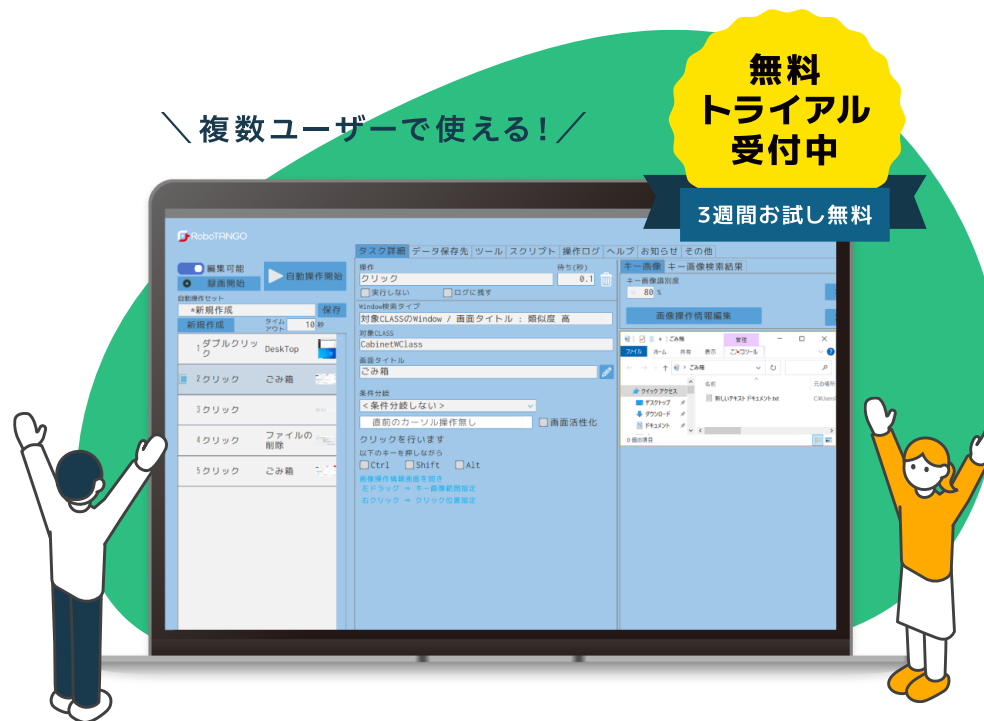 無料
トライアル
受付中
3週間お試し無料
複数ユーザーで使える!
RoboTANGO
編集可能
録画開始
自動操作開始
自動操作セット
*新規作成
保存
新規作成
タイムアウト 10 秒
1 ダブルクリック DeskTop
2 クリック ごみ箱
3 クリック
4 クリック ファイルの削除
5 クリック ごみ箱
タスク詳細 データ保存先 ツール スクリプト 操作ログ ヘルプ お知らせ その他
操作 待ち(秒)
クリック 0.1
実行しない ログに残す
Window検索タイプ
対象CLASSのWindow / 画面タイトル : 類似度 高
対象CLASS
CabinetWClass
画面タイトル
ごみ箱
条件分岐
<条件分岐しない>
直前のカーソル操作無し 画面活性化
クリックを行います
以下のキーを押しながら
Ctrl Shift Alt
画像操作情報画面を開き
左ドラッグ ⇒ キー画像範囲指定
右クリック ⇒ クリック位置指定
キー画像 キー画像検索結果
キー画像識別度
80 %
画像操作情報編集
ごみ箱 管理
ファイル ホーム 共有 表示
ごみ箱
名前 元の場所
クイック アクセス
新しいテキスト ドキュメント.txt C:¥Users¥
デスクトップ
ダウンロード
ドキュメント
0 個の項目